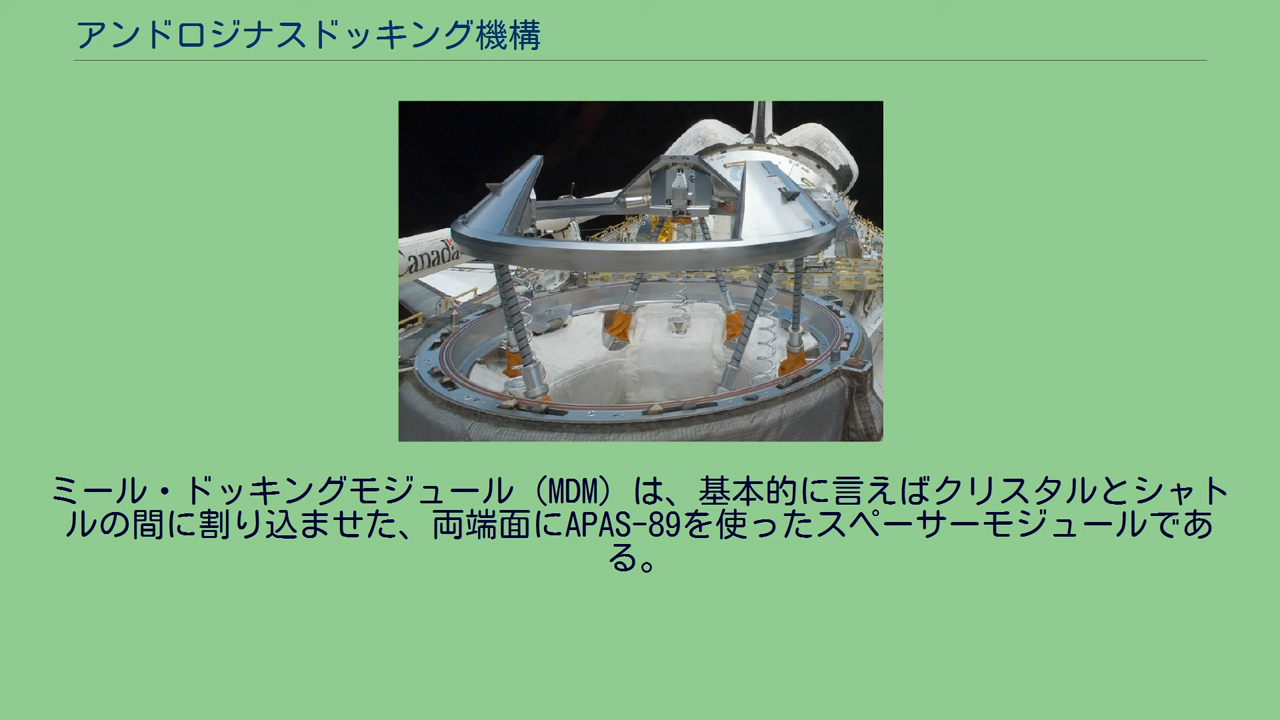 アンドロジナスドッキング機構
Canada
ミール・ドッキングモジュール（MDM）は、基本的に言えばクリスタルとシャト
ルの間に割り込ませた、両端面にAPAS-89を使ったスペーサーモジュールであ
る。